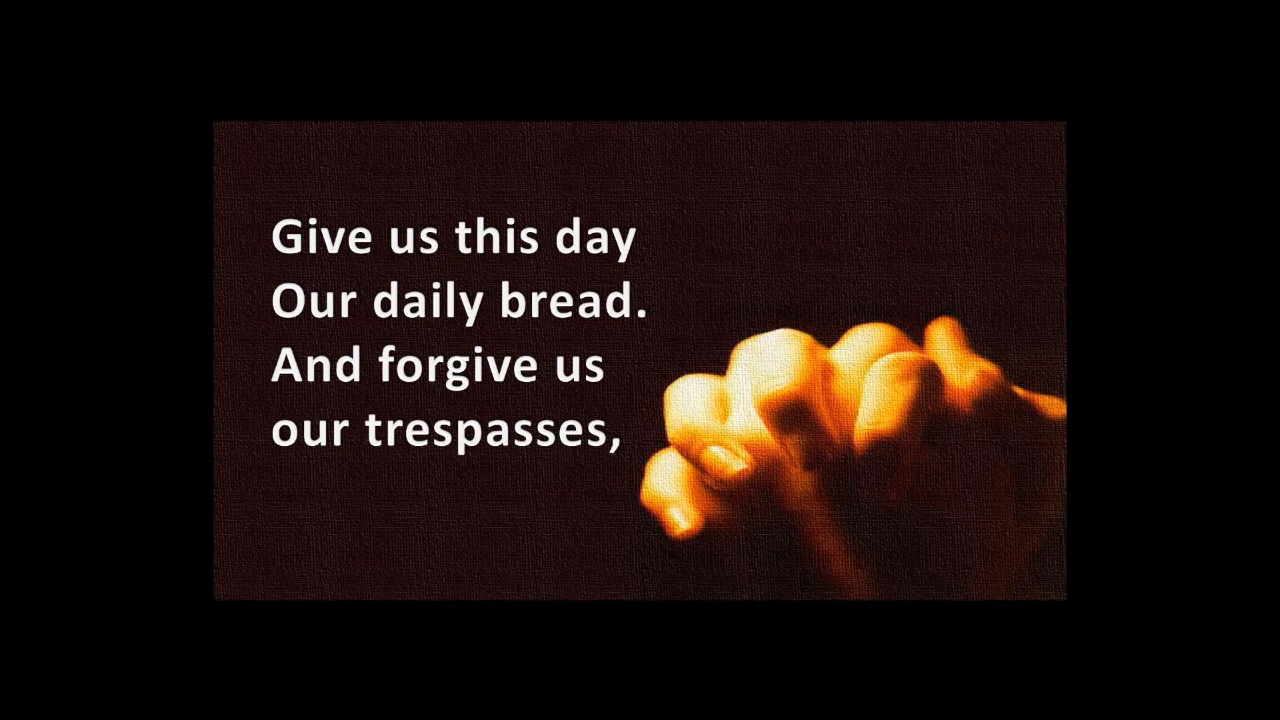 Give us this day
Our daily bread.
And forgive us
our trespasses,